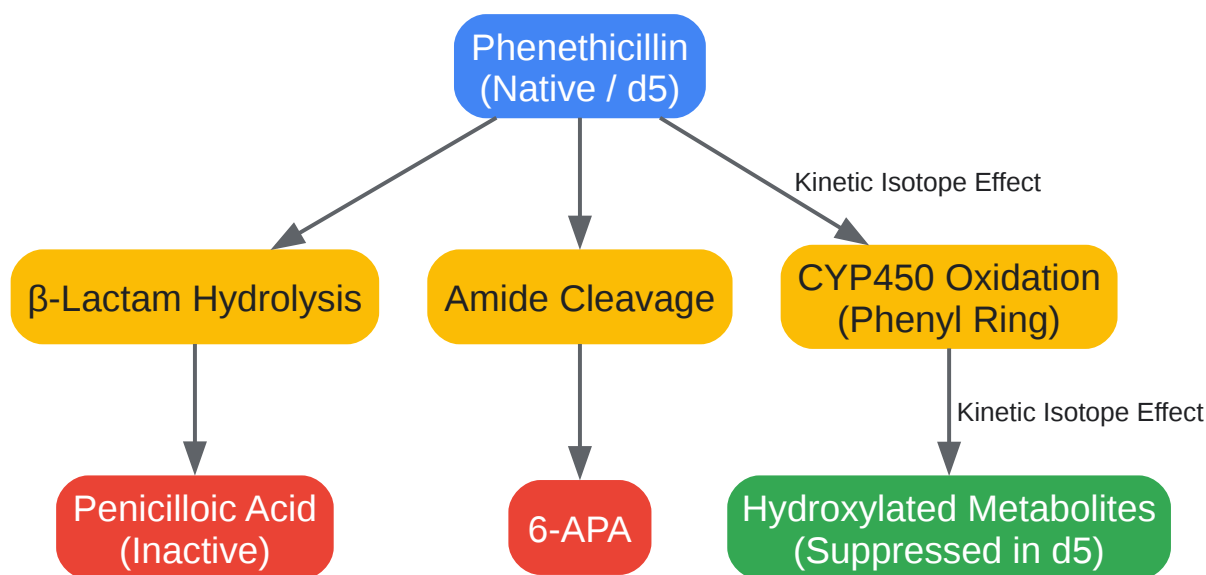 Phenethicillin
(Native / d5)
Kinetic Isotope Effect
β-Lactam Hydrolysis
Amide Cleavage
CYP450 Oxidation
(Phenyl Ring)
Kinetic Isotope Effect
Penicilloic Acid
(Inactive)
6-APA
Hydroxylated Metabolites
(Suppressed in d5)